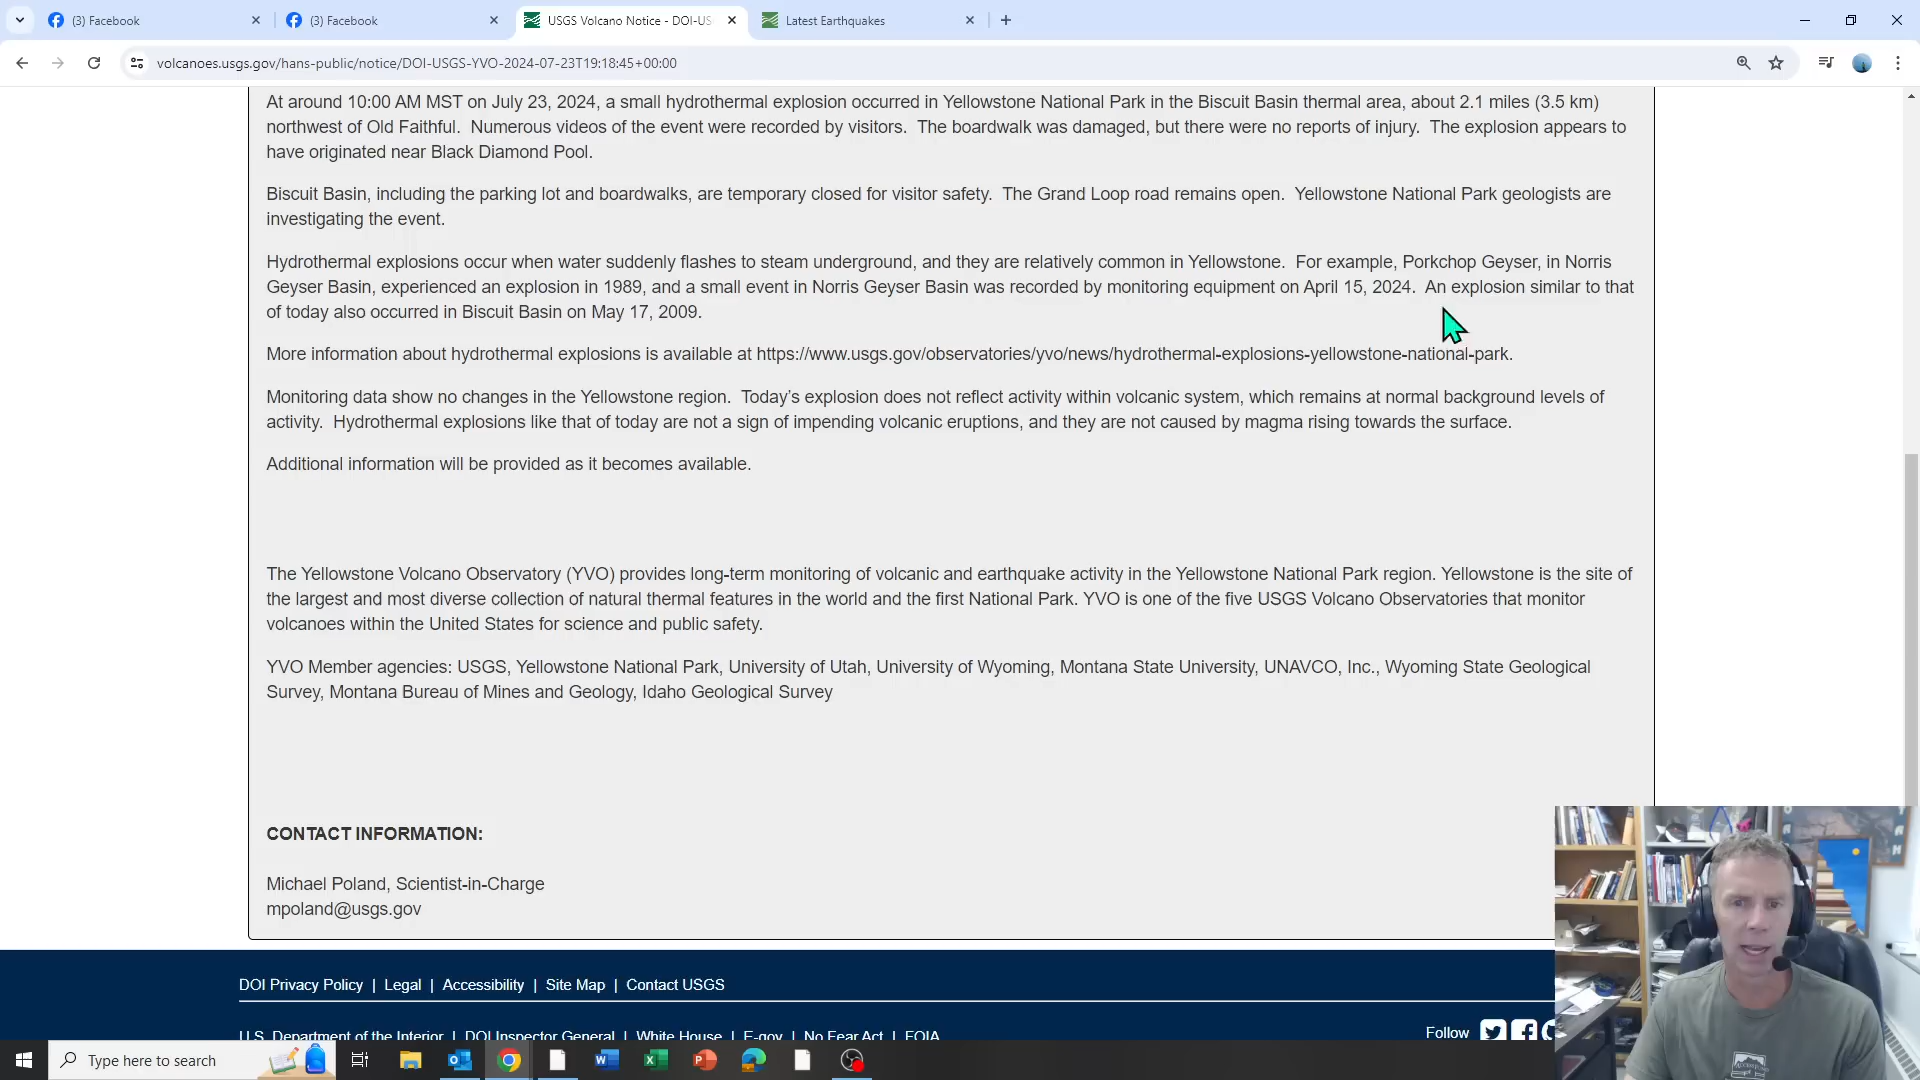 (3) Facebook
(3) Facebook
USGS Volcano Notice - DOI-US
Latest Earthquakes
volcanoes.usgs.gov/hans-public/notice/DOI-USGS-YVO-2024-07-23T19:18:45+00:00
At around 10:00 AM MST on July 23, 2024, a small hydrothermal explosion occurred in Yellowstone National Park in the Biscuit Basin thermal area, about 2.1 miles (3.5 km)
northwest of Old Faithful.  Numerous videos of the event were recorded by visitors.  The boardwalk was damaged, but there were no reports of injury.  The explosion appears to
have originated near Black Diamond Pool.
Biscuit Basin, including the parking lot and boardwalks, are temporary closed for visitor safety.  The Grand Loop road remains open.  Yellowstone National Park geologists are
investigating the event.
Hydrothermal explosions occur when water suddenly flashes to steam underground, and they are relatively common in Yellowstone.  For example, Porkchop Geyser, in Norris
Geyser Basin, experienced an explosion in 1989, and a small event in Norris Geyser Basin was recorded by monitoring equipment on April 15, 2024.  An explosion similar to that
of today also occurred in Biscuit Basin on May 17, 2009.
More information about hydrothermal explosions is available at https://www.usgs.gov/observatories/yvo/news/hydrothermal-explosions-yellowstone-national-park.
Monitoring data show no changes in the Yellowstone region.  Today’s explosion does not reflect activity within volcanic system, which remains at normal background levels of
activity.  Hydrothermal explosions like that of today are not a sign of impending volcanic eruptions, and they are not caused by magma rising towards the surface.
Additional information will be provided as it becomes available.
The Yellowstone Volcano Observatory (YVO) provides long-term monitoring of volcanic and earthquake activity in the Yellowstone National Park region. Yellowstone is the site of
the largest and most diverse collection of natural thermal features in the world and the first National Park. YVO is one of the five USGS Volcano Observatories that monitor
volcanoes within the United States for science and public safety.
YVO Member agencies: USGS, Yellowstone National Park, University of Utah, University of Wyoming, Montana State University, UNAVCO, Inc., Wyoming State Geological
Survey, Montana Bureau of Mines and Geology, Idaho Geological Survey
CONTACT INFORMATION:
Michael Poland, Scientist-in-Charge
mpoland@usgs.gov
DOI Privacy Policy | Legal | Accessibility | Site Map | Contact USGS
U.S. Department of the Interior | DOI Inspector General | White House | E-gov | No Fear Act | FOIA
Follow
Type here to search